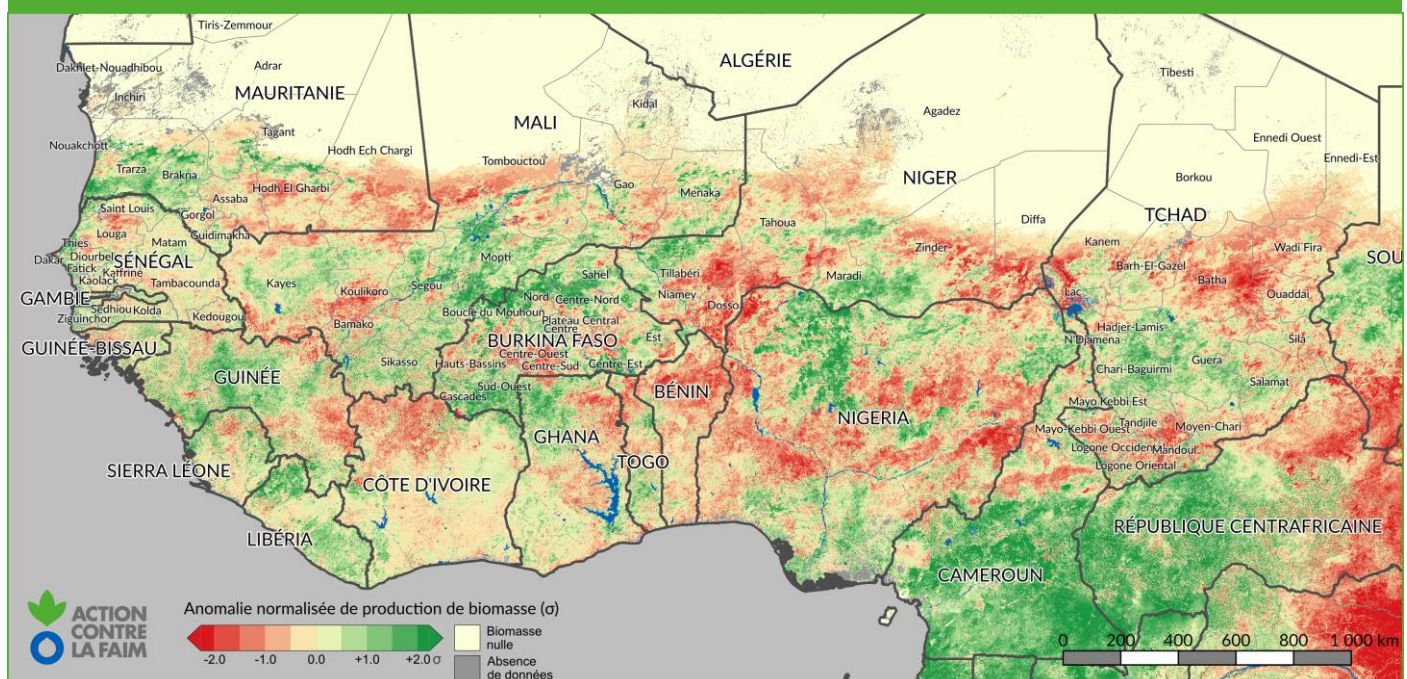 Tiris-Zemmour
ALGÉRIE
Dakhlet-Nouadhibou
Adrar
Tibesti
Inchiri
MAURITANIE
Kidal
Agadez
MALI
Tagant
Ennedi Ouest
Nouakchott
Hodh Ech Chargi
Tombouctou
Ennedi-Est
Trarza
Brakna
Hodh El Gharbi
Gao
Menaka
NIGER
Borkou
Assaba
Saint Louis
Gorgol
Diffa
TCHAD
Louga
Guidimakha
Tahoua
Thies
Matam
Zinder
Kanem
Wadi Fira
Dakar
Diourbel
SÉNÉGAL
Mopti
Barh-El-Gazel
SOU
Fatick
Kaffrine
Sahel
Tillabéri
Maradi
Batha
Kaolack
Tambacounda
Kayes
Koulikoro
Segou
Nord
Centre-Nord
Niamey
Dosso
Lac
Ouaddai
GAMBIE
Sedhiou
Kolda
Boucle du Mouhoun
Plateau Central
Ziguinchor
Kedougou
Bamako
Centre
Hadjer-Lamis
BURKINA FASO
Est
N'Djamena
Sila
GUINÉE-BISSAU
Centre-Ouest
Guera
Sikasso
Hauts-Bassins
Centre-Sud
Centre-Est
Chari-Baguirmi
GUINÉE
Sud-Ouest
BÉNIN
Salamat
Cascades
Mayo Kebbi Est
NIGERIA
Tandjile
GHANA
Mayo-Kebbi Ouest
Moyen-Chari
Logone Occidental
Mandoul
TOGO
Logone Oriental
SIERRA LÉONE
CÔTE D'IVOIRE
RÉPUBLIQUE CENTRAFRICAINE
LIBÉRIA
CAMEROUN
ACTION
CONTRE
LA FAIM
Anomalie normalisée de production de biomasse (σ)
-2.0 -1.0 0.0 +1.0 +2.0 σ
Biomasse
nulle
Absence
de données
0 200 400 600 800 1 000 km